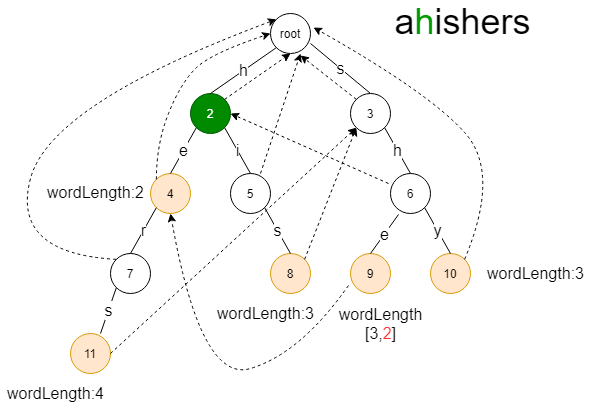 ahishers
root
h
s
2
3
e
i
h
wordLength:2
4
5
6
r
s
e
y
7
8
9
10
wordLength:3
s
wordLength:3
wordLength
[3,2]
11
wordLength:4